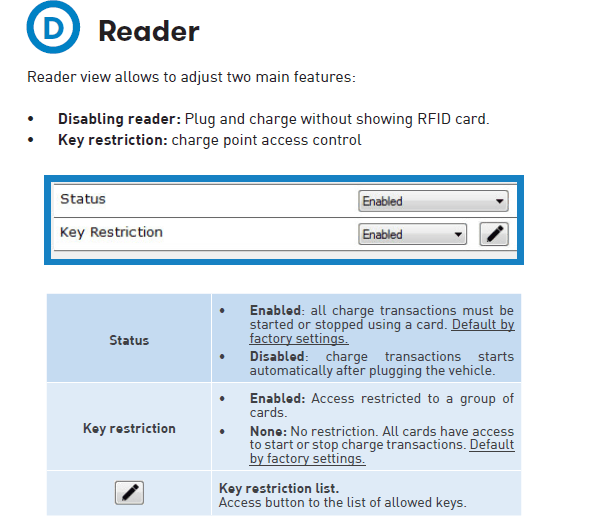 D Reader
Reader view allows to adjust two main features:
• Disabling reader: Plug and charge without showing RFID card.
• Key restriction: charge point access control
Status Enabled
Key Restriction Enabled
Status
• Enabled: all charge transactions must be
started or stopped using a card. Default by
factory settings.
• Disabled: charge transactions starts
automatically after plugging the vehicle.
Key restriction
• Enabled: Access restricted to a group of
cards.
• None: No restriction. All cards have access
to start or stop charge transactions. Default
by factory settings.
Key restriction list.
Access button to the list of allowed keys.